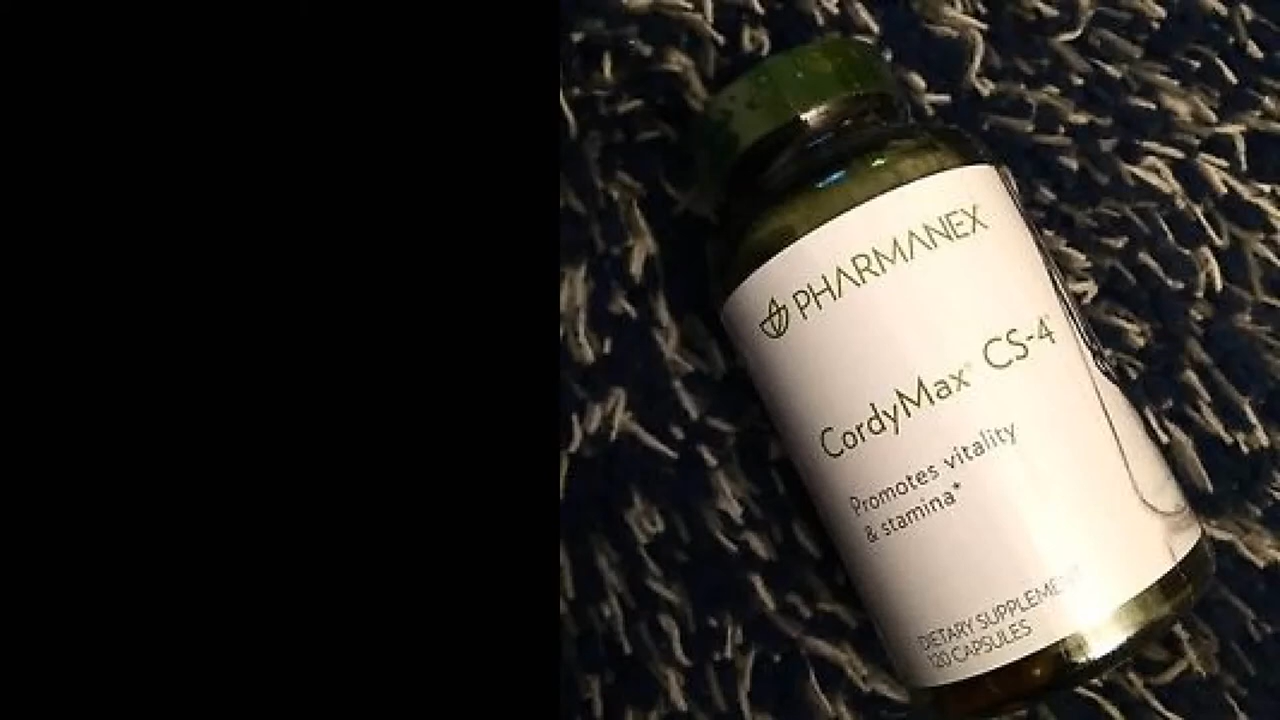 PHARMANEX
CordyMax® CS-4
Promotes vitality
& stamina*
DIETARY SUPPLEMENT
120 CAPSULES